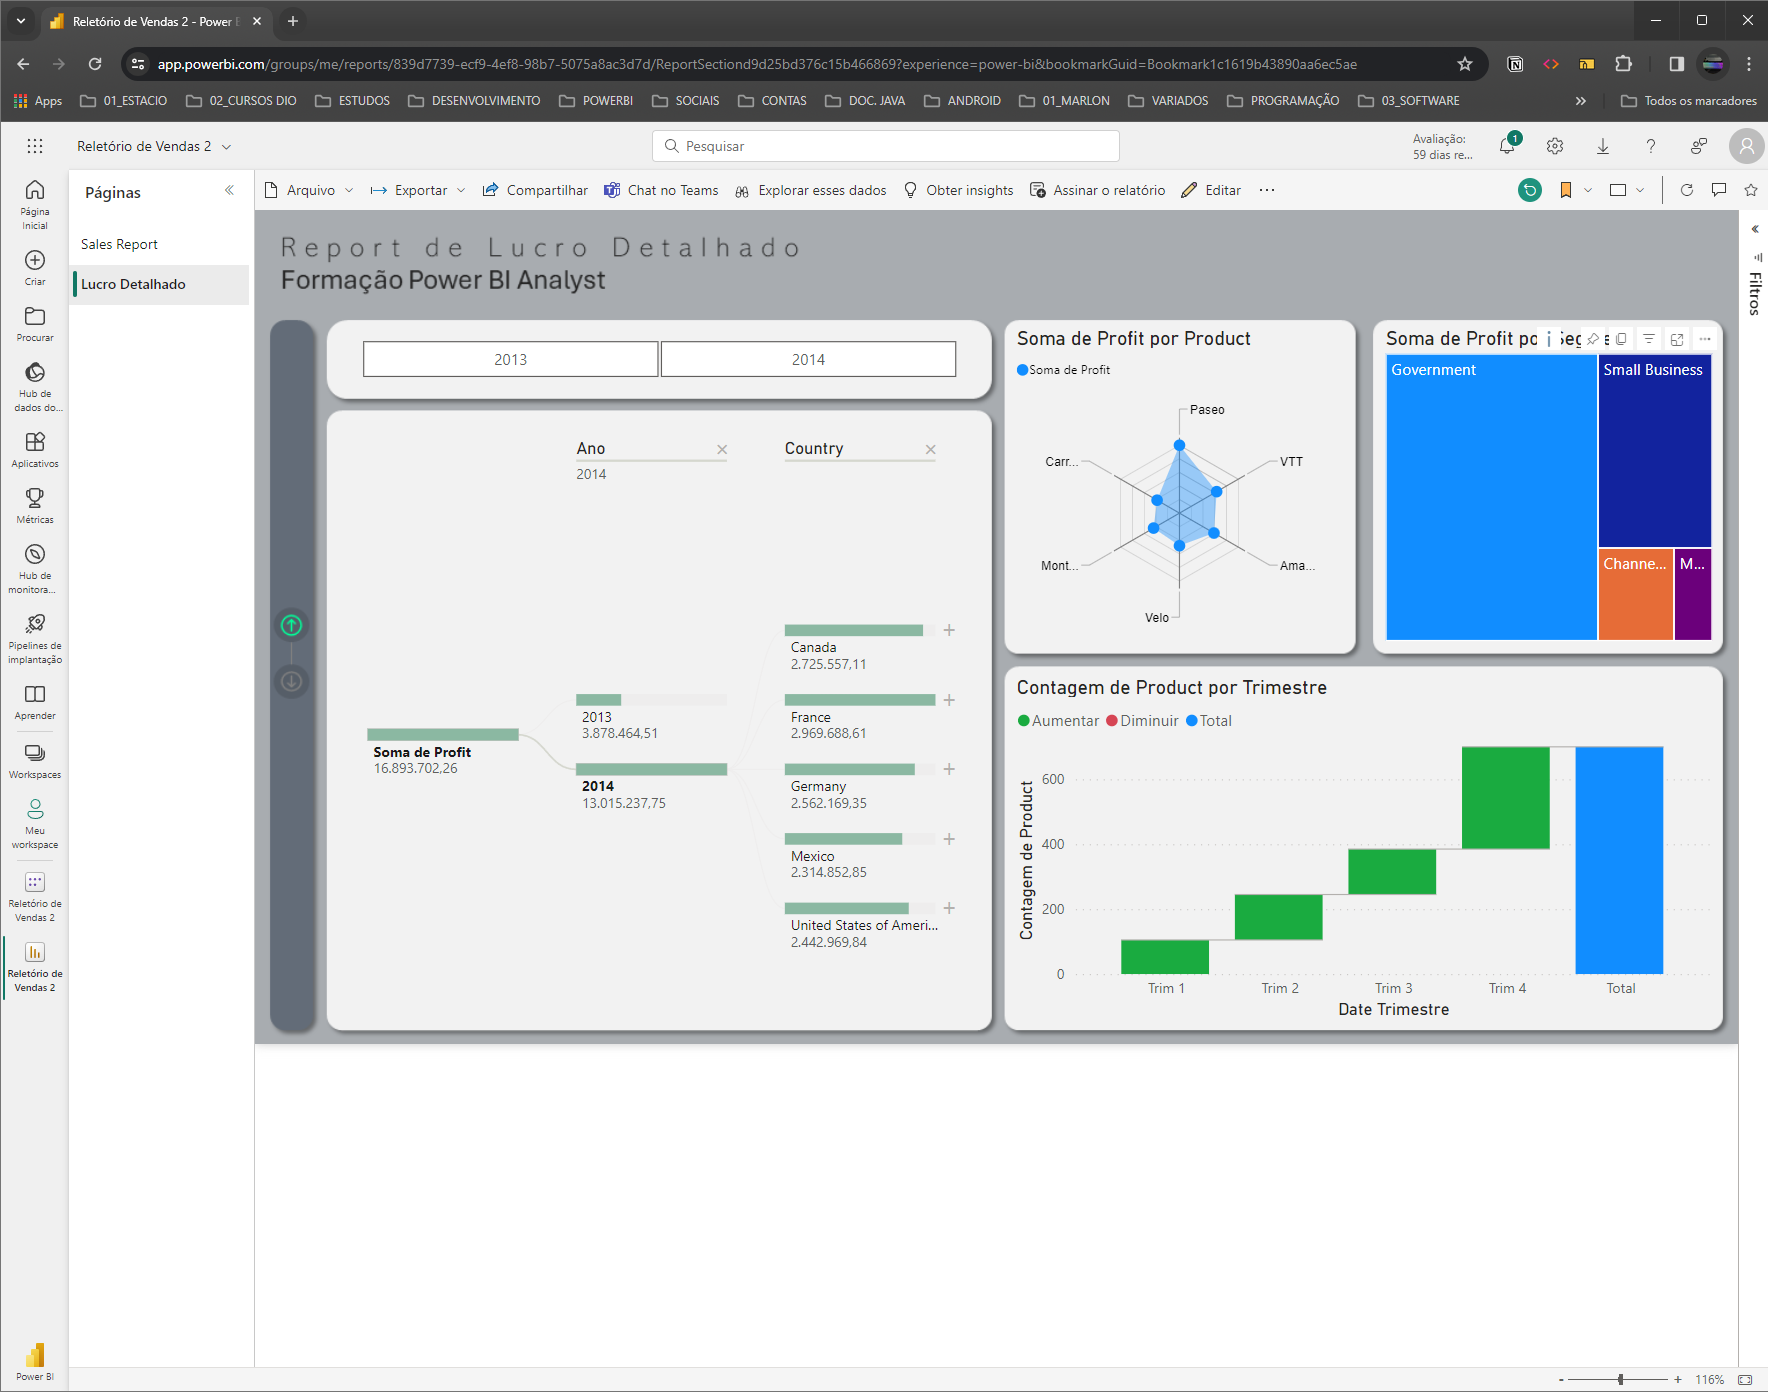 Reletório de Vendas 2 - Power B
app.powerbi.com/groups/me/reports/839d7739-ecf9-4ef8-98b7-5075a8ac3d7d/ReportSectiond9d25bd376c15b466869?experience=power-bi&bookmarkGuid=Bookmark1c1619b43890aa6ec5ae
Apps 01_ESTACIO 02_CURSOS DIO ESTUDOS DESENVOLVIMENTO POWERBI SOCIAIS CONTAS DOC. JAVA ANDROID 01_MARLON VARIADOS PROGRAMAÇÃO 03_SOFTWARE Todos os marcadores
Reletório de Vendas 2
Pesquisar
Avaliação:
59 dias re...
1
Página
Inicial
Criar
Procurar
Hub de
dados do...
Aplicativos
Métricas
Hub de
monitora...
Pipelines de
implantação
Aprender
Workspaces
Meu
workspace
Reletório de
Vendas 2
Reletório de
Vendas 2
Power BI
Páginas
Sales Report
Lucro Detalhado
Arquivo Exportar Compartilhar Chat no Teams Explorar esses dados Obter insights Assinar o relatório Editar ...
Filtros
Report de Lucro Detalhado
Formação Power BI Analyst
2013 2014
Ano
2014
Country
Soma de Profit
16.893.702,26
2013
3.878.464,51
2014
13.015.237,75
Canada
2.725.557,11
France
2.969.688,61
Germany
2.562.169,35
Mexico
2.314.852,85
United States of Ameri...
2.442.969,84
Soma de Profit por Product
Soma de Profit
Paseo
VTT
Ama...
Velo
Mont...
Carr...
Soma de Profit po Segme
Government
Small Business
Channe...
M...
Contagem de Product por Trimestre
Aumentar Diminuir Total
Contagem de Product
600
400
200
0
Trim 1 Trim 2 Trim 3 Trim 4 Total
Date Trimestre
- + 116%